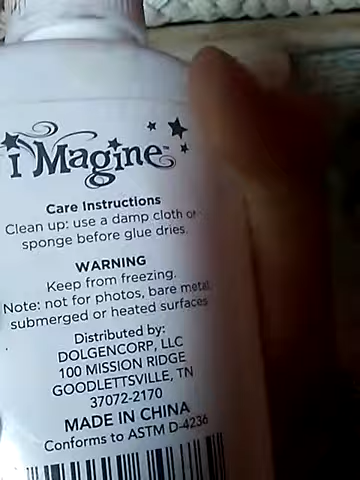 i Magine™
Care Instructions
Clean up: use a damp cloth or
sponge before glue dries.
WARNING
Keep from freezing.
Note: not for photos, bare metal,
submerged or heated surfaces
Distributed by:
DOLGENCORP, LLC
100 MISSION RIDGE
GOODLETTSVILLE, TN
37072-2170
MADE IN CHINA
Conforms to ASTM D-4236